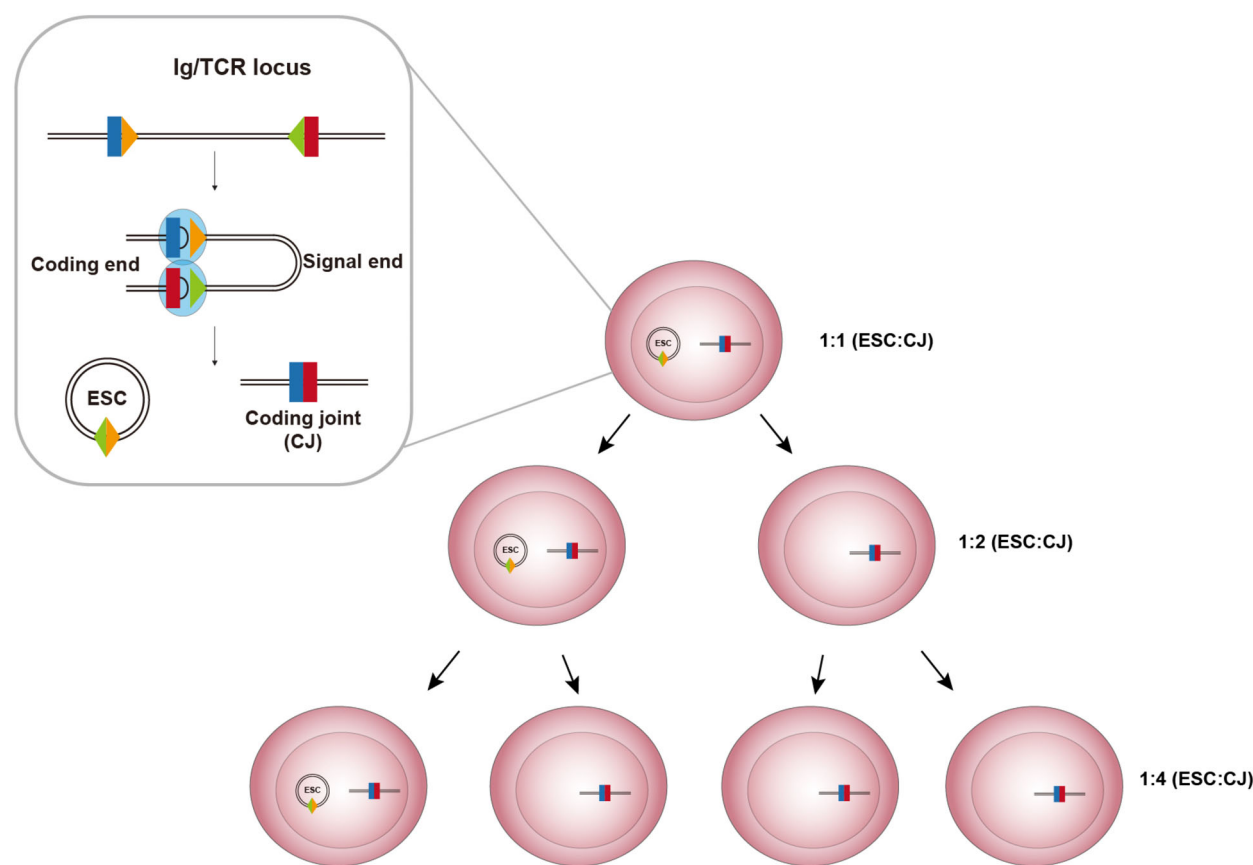 Ig/TCR locus
Coding end
Signal end
ESC
Coding joint
(CJ)
ESC
1:1 (ESC:CJ)
ESC
1:2 (ESC:CJ)
ESC
1:4 (ESC:CJ)